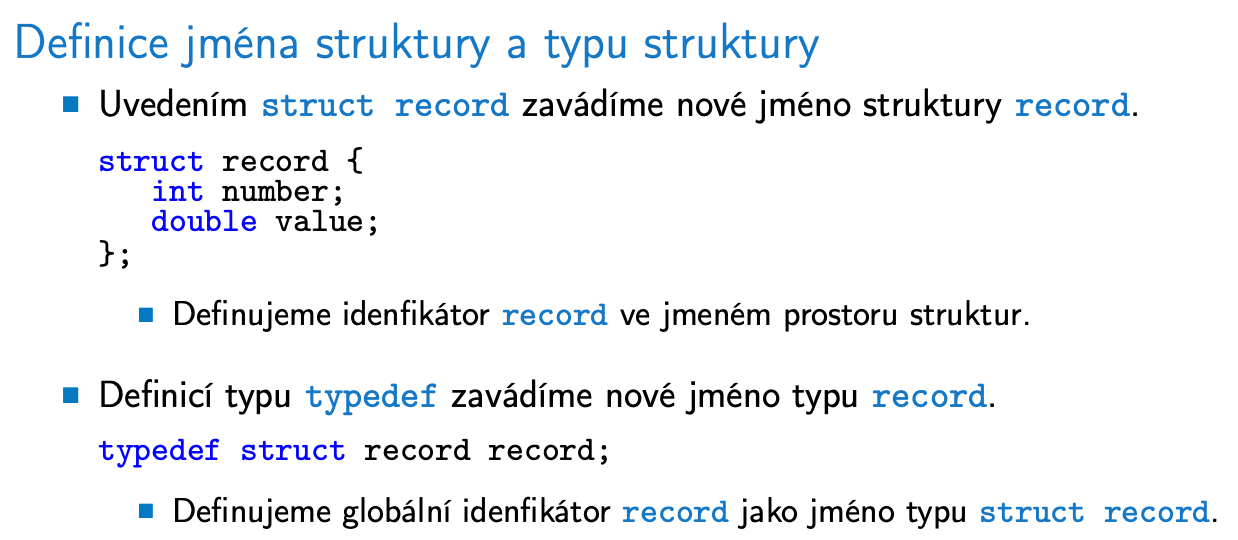 Definice jména struktury a typu struktury
Uvedením struct record zavádíme nové jméno struktury record.
struct record {
int number;
double value;
};
Definujeme idenfikátor record ve jmeném prostoru struktur.
Definicí typu typedef zavádíme nové jméno typu record.
typedef struct record record;
Definujeme globální idenfikátor record jako jméno typu struct record.